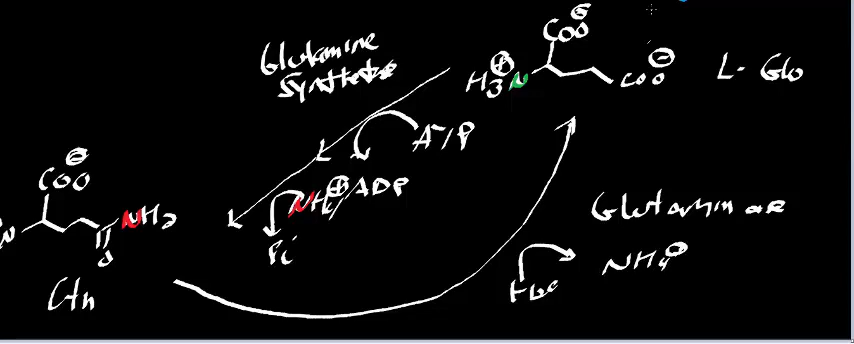 COO⊖
Glutamine
Synthetase
H3N⊕
COO⊖
L-Glu
ATP
ADP
COO⊖
NH4⊕
NH2
N
O
Pi
Glutaminase
NH4⊕
H2O
Gln